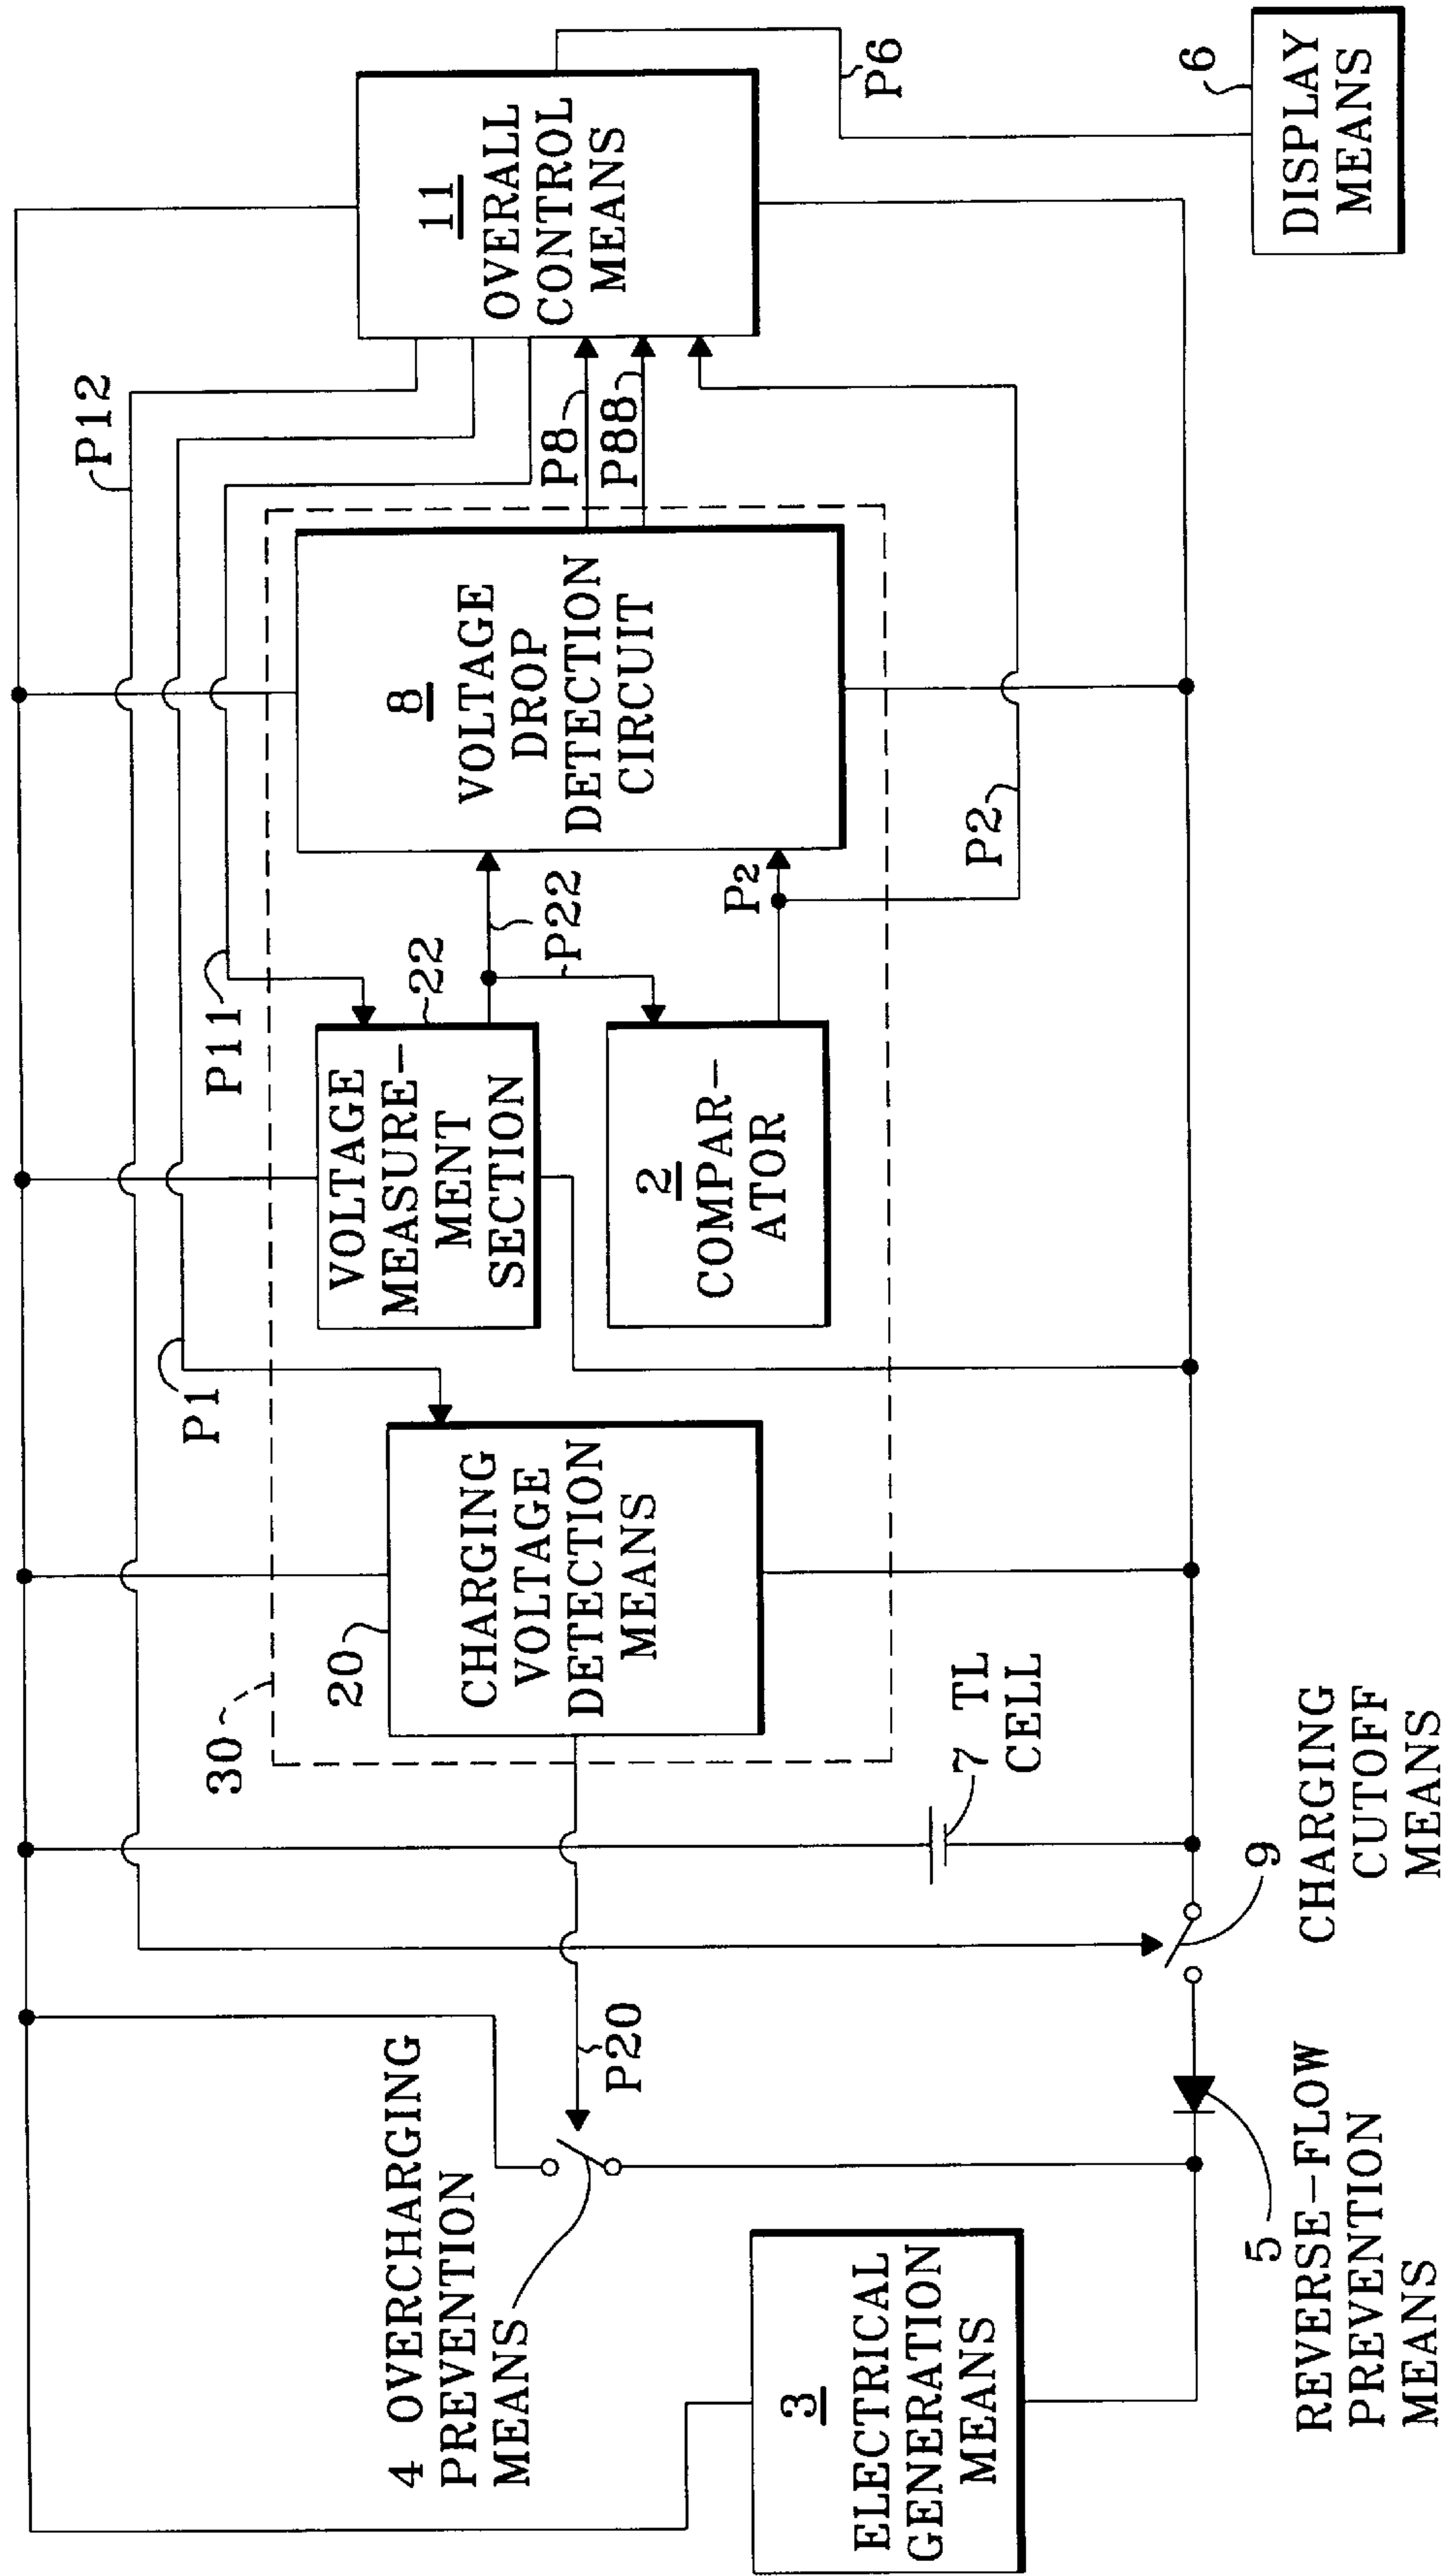 3
ELECTRICAL
GENERATION
MEANS
4 OVERCHARGING
PREVENTION
MEANS
P20
5
REVERSE-FLOW
PREVENTION
MEANS
9
CHARGING
CUTOFF
MEANS
7 TL
CELL
30
20
CHARGING
VOLTAGE
DETECTION
MEANS
P1
P11
22
VOLTAGE
MEASURE-
MENT
SECTION
P22
2
COMPAR-
ATOR
P2
P2
8
VOLTAGE
DROP
DETECTION
CIRCUIT
P12
P8
P88
11
OVERALL
CONTROL
MEANS
P6
6
DISPLAY
MEANS